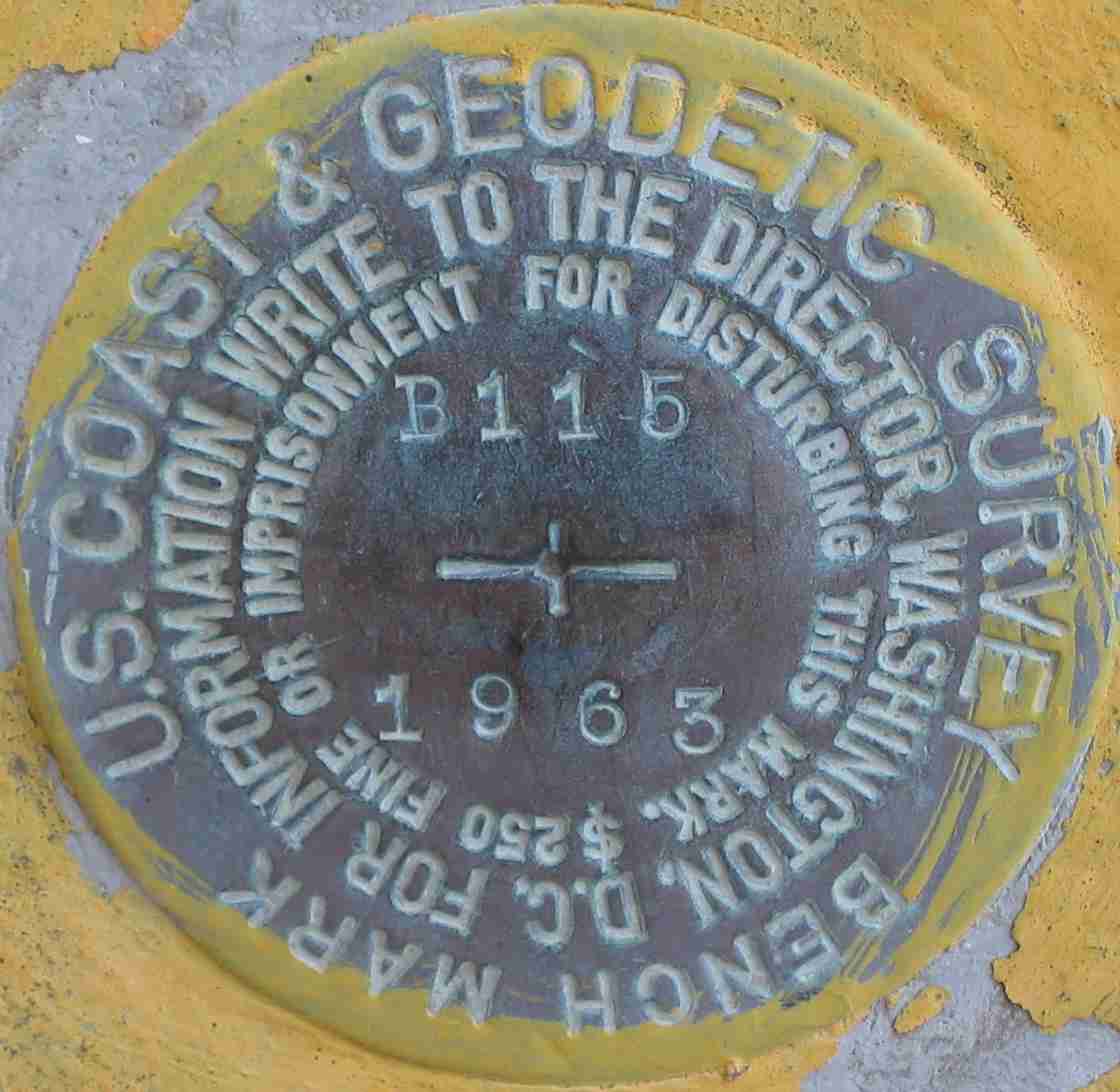 U.S. COAST & GEODETIC SURVEY
BENCH MARK
FOR INFORMATION WRITE TO THE DIRECTOR, WASHINGTON, D.C.
$250 FINE OR IMPRISONMENT FOR DISTURBING THIS MARK.
B115
1963